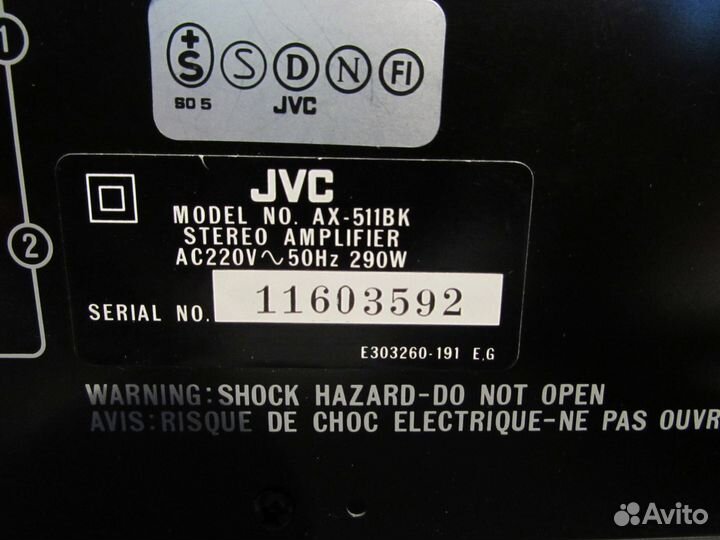 1
+S S D N FI
SO 5 JVC
JVC
MODEL NO. AX-511BK
STEREO AMPLIFIER
AC220V ~ 50Hz 290W
2
SERIAL NO. 11603592
E303260-191 E.G
WARNING: SHOCK HAZARD-DO NOT OPEN
AVIS: RISQUE DE CHOC ELECTRIQUE-NE PAS OUVR
Avito